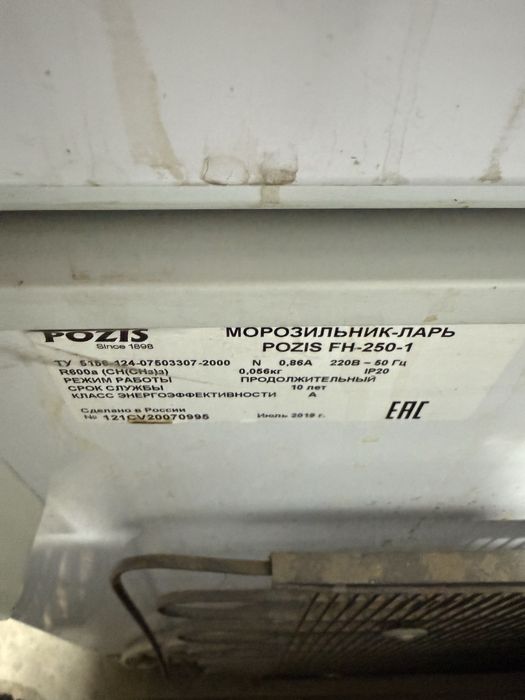 POZIS
Since 1898
МОРОЗИЛЬНИК-ЛАРЬ
POZIS FH-250-1
ТУ 5156-124-07503307-2000 N 0,86А 220В ~ 50 Гц
R600a (CH(CH₃)₃) 0,056кг IP20
РЕЖИМ РАБОТЫ ПРОДОЛЖИТЕЛЬНЫЙ
СРОК СЛУЖБЫ 10 лет
КЛАСС ЭНЕРГОЭФФЕКТИВНОСТИ А
Сделано в России
№ 121CV20070995 Июль 2019 г.
EAC